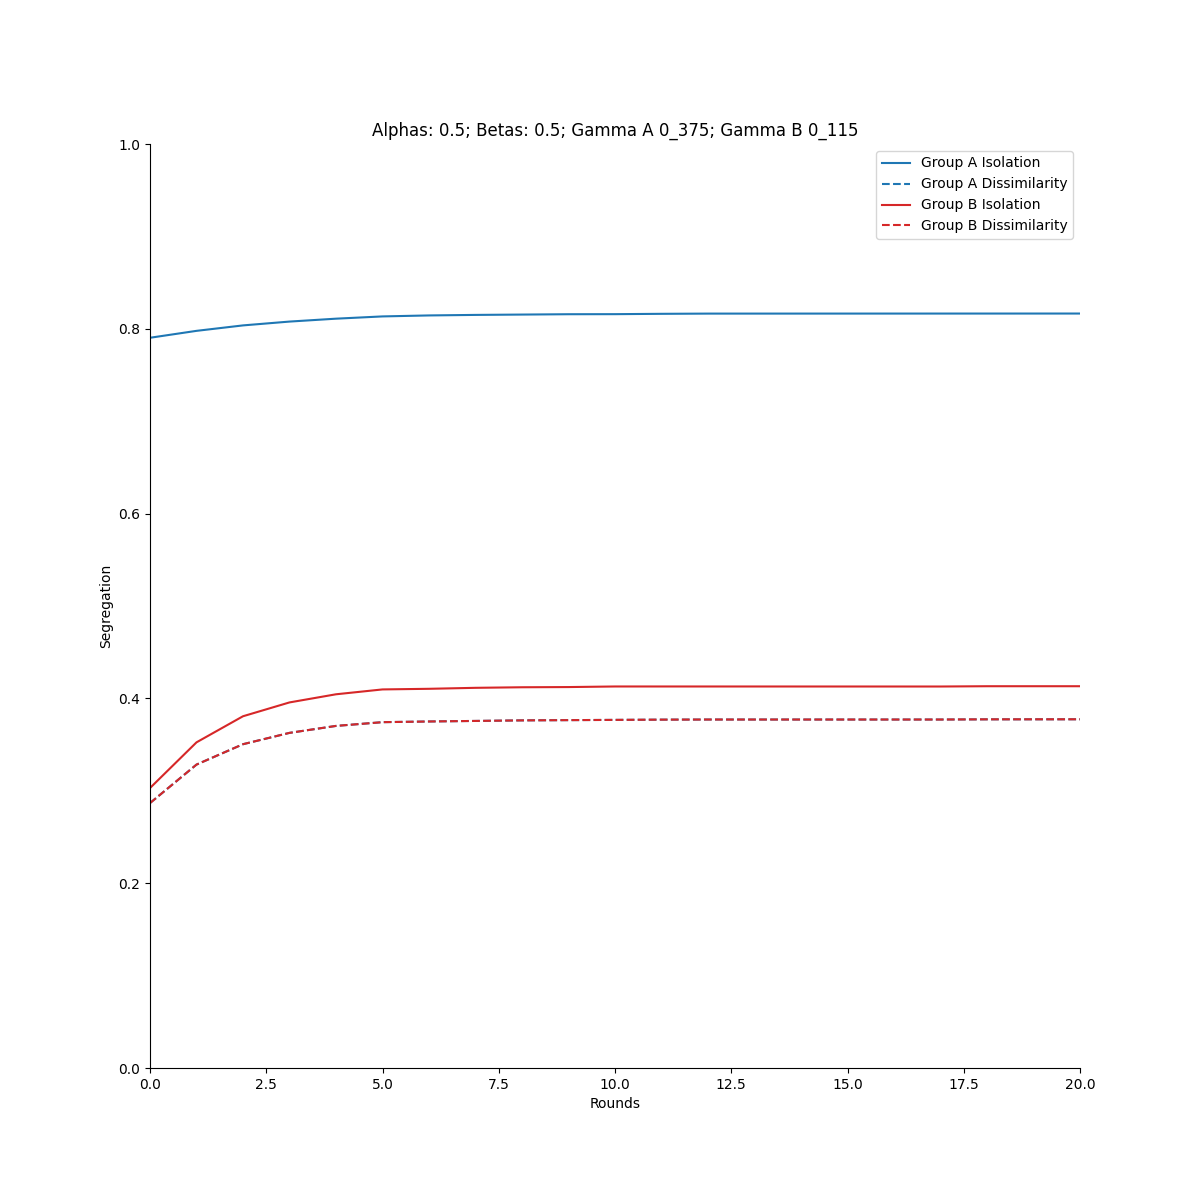 Alphas: 0.5; Betas: 0.5; Gamma A 0_375; Gamma B 0_115
Group A Isolation
Group A Dissimilarity
Group B Isolation
Group B Dissimilarity
1.0
0.8
0.6
0.4
0.2
0.0
Segregation
0.0 2.5 5.0 7.5 10.0 12.5 15.0 17.5 20.0
Rounds